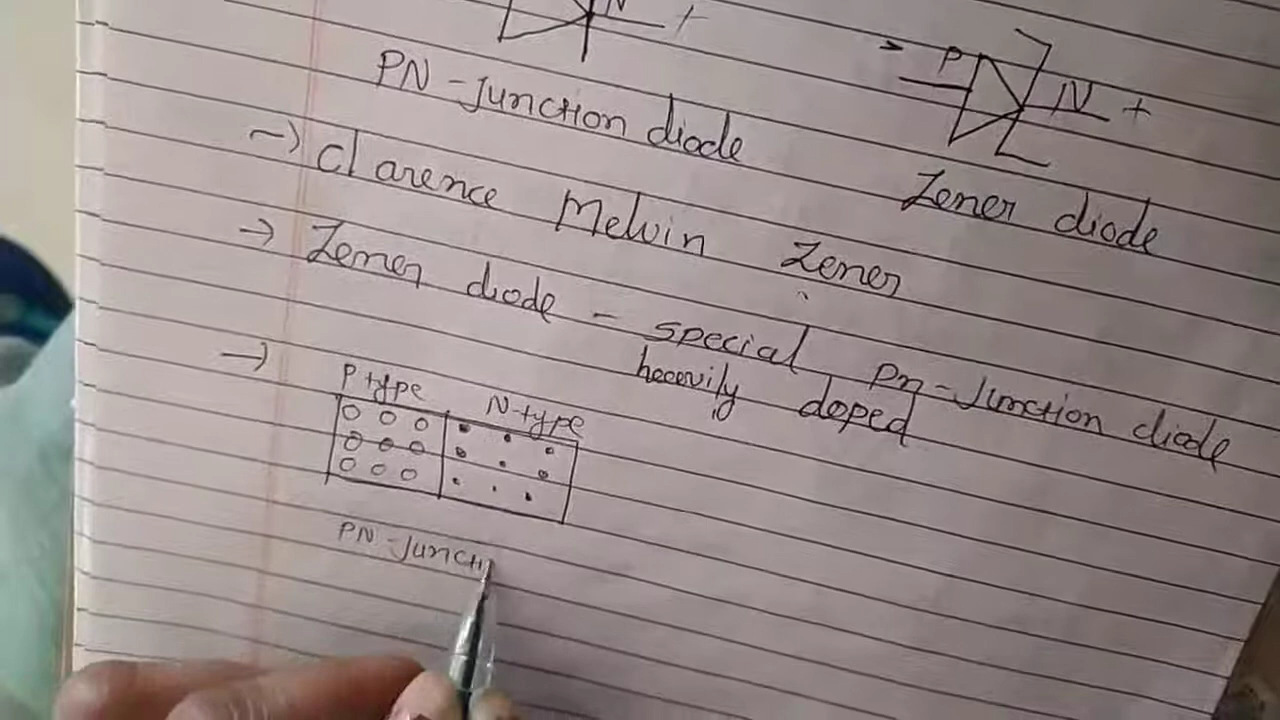 N +
- P N +
PN-Junction diode
Zener diode
→ Clarence Melvin Zener
→ Zener diode - special Pn-Junction diode
heavily doped
→
P type N-type
PN-Juncti